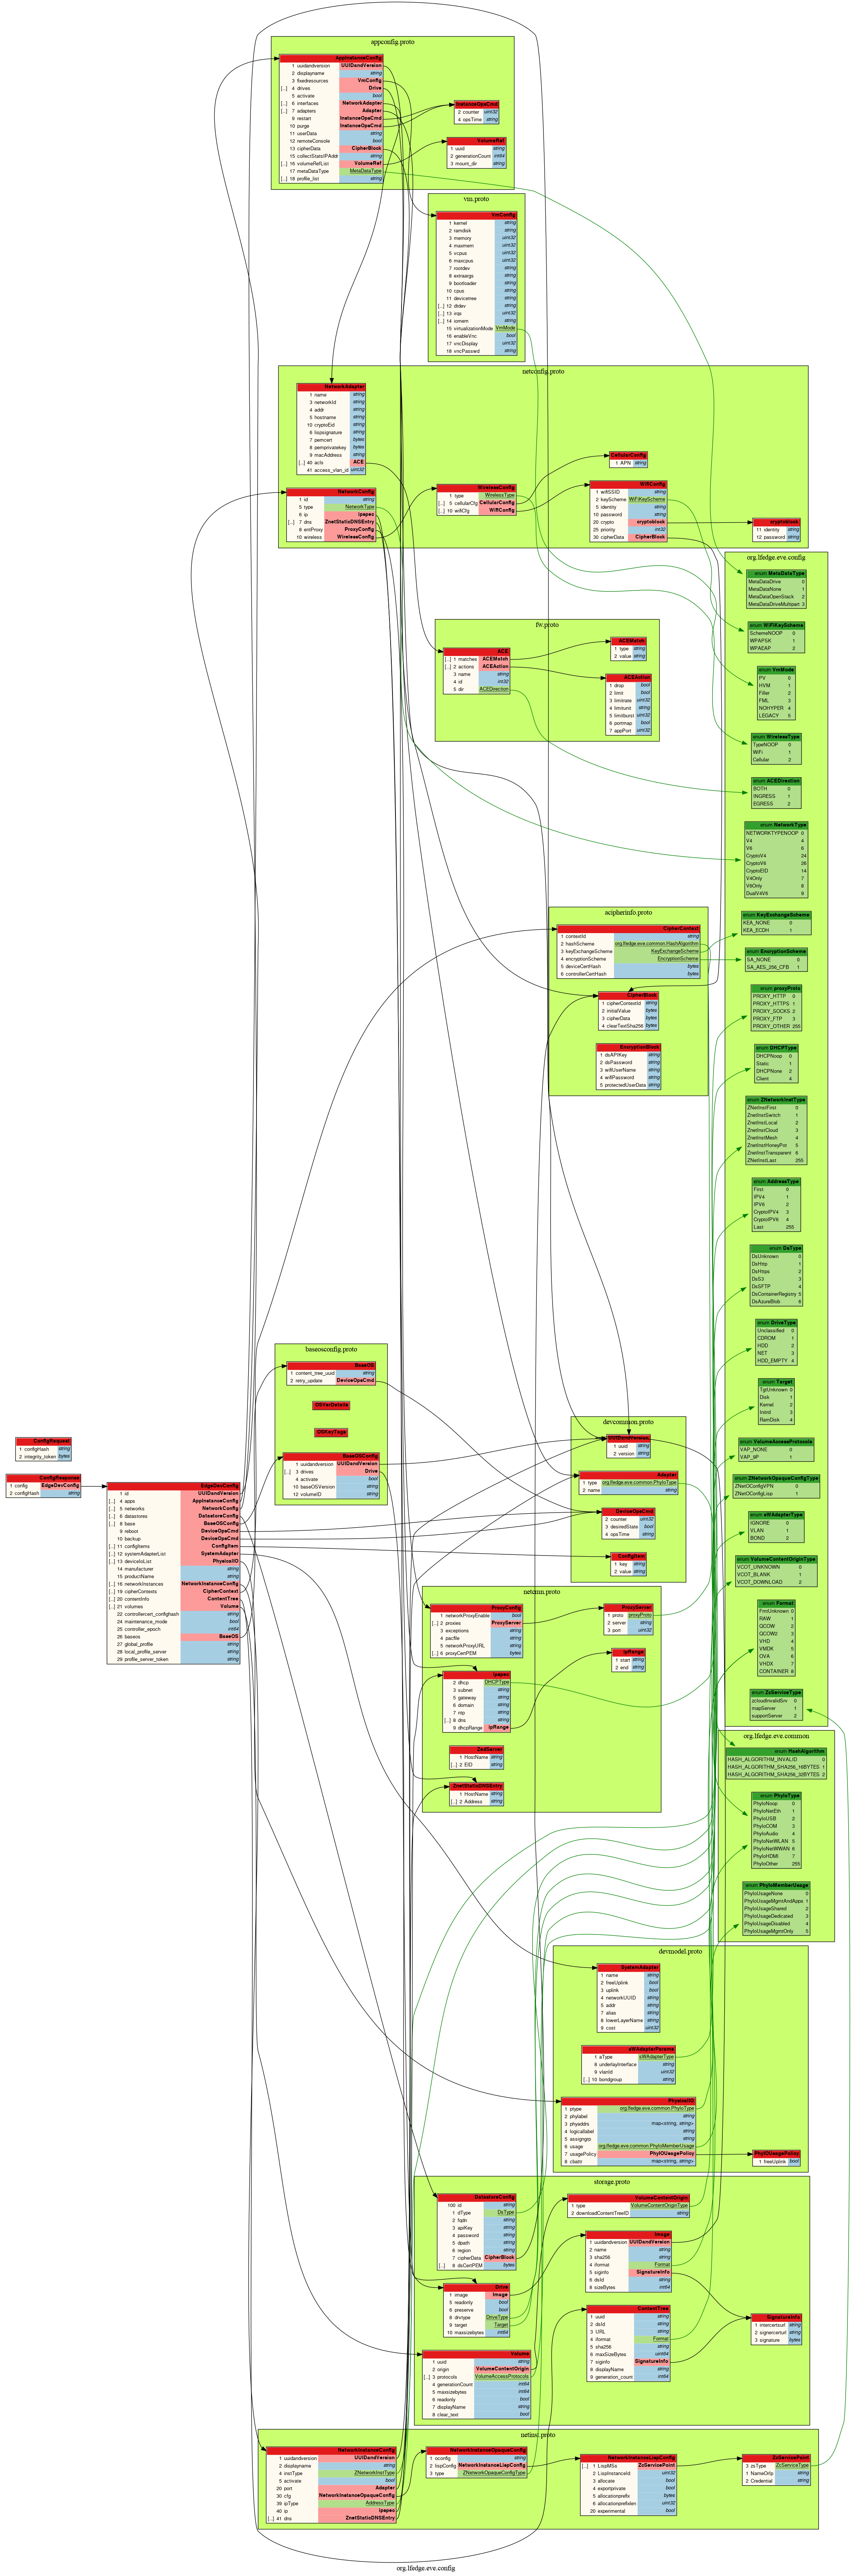 appconfig.proto
AppInstanceConfig
1 uuidandversion UUIDandVersion
2 displayname string
3 fixedresources VmConfig
[...] 4 drives Drive
5 activate bool
[...] 6 interfaces NetworkAdapter
[...] 7 adapters Adapter
9 restart InstanceOpsCmd
10 purge InstanceOpsCmd
11 userData string
12 remoteConsole bool
13 cipherData CipherBlock
15 collectStatsIPAddr string
[...] 16 volumeRefList VolumeRef
17 metaDataType MetaDataType
[...] 18 profile_list string
InstanceOpsCmd
2 counter uint32
4 opsTime string
VolumeRef
1 uuid string
2 generationCount int64
3 mount_dir string
vm.proto
VmConfig
1 kernel string
2 ramdisk string
3 memory uint32
4 maxmem uint32
5 vcpus uint32
6 maxcpus uint32
7 rootdev string
8 extraargs string
9 bootloader string
10 cpus string
11 devicetree string
[...] 12 dtdev string
[...] 13 irqs uint32
[...] 14 iomem string
15 virtualizationMode VmMode
16 enableVnc bool
17 vncDisplay uint32
18 vncPasswd string
netconfig.proto
NetworkAdapter
1 name string
3 networkId string
4 addr string
5 hostname string
10 cryptoEid string
6 lispsignature string
7 pemcert bytes
8 pemprivatekey bytes
9 macAddress string
[...] 40 acls ACE
41 access_vlan_id uint32
NetworkConfig
1 id string
5 type NetworkType
6 ip ipspec
[...] 7 dns ZnetStaticDNSEntry
8 entProxy ProxyConfig
10 wireless WirelessConfig
WirelessConfig
1 type WirelessType
[...] 5 cellularCfg CellularConfig
[...] 10 wifiCfg WifiConfig
CellularConfig
1 APN string
WifiConfig
1 wifiSSID string
2 keyScheme WiFiKeyScheme
5 identity string
10 password string
20 crypto cryptoblock
25 priority int32
30 cipherData CipherBlock
cryptoblock
11 identity string
12 password string
org.lfedge.eve.config
enum MetaDataType
MetaDataDrive 0
MetaDataNone 1
MetaDataOpenStack 2
MetaDataDriveMultipart 3
enum WiFiKeyScheme
SchemeNOOP 0
WPAPSK 1
WPAEAP 2
enum VmMode
PV 0
HVM 1
Filler 2
FML 3
NOHYPER 4
LEGACY 5
enum WirelessType
TypeNOOP 0
WiFi 1
Cellular 2
enum ACEDirection
BOTH 0
INGRESS 1
EGRESS 2
enum NetworkType
NETWORKTYPENOOP 0
V4 4
V6 6
CryptoV4 24
CryptoV6 26
CryptoEID 14
V4Only 7
V6Only 8
DualV4V6 9
enum KeyExchangeScheme
KEA_NONE 0
KEA_ECDH 1
enum EncryptionScheme
SA_NONE 0
SA_AES_256_CFB 1
enum proxyProto
PROXY_HTTP 0
PROXY_HTTPS 1
PROXY_SOCKS 2
PROXY_FTP 3
PROXY_OTHER 255
enum DHCPType
DHCPNoop 0
Static 1
DHCPNone 2
Client 4
enum ZNetworkInstType
ZNetInstFirst 0
ZnetInstSwitch 1
ZnetInstLocal 2
ZnetInstCloud 3
ZnetInstMesh 4
ZnetInstHoneyPot 5
ZnetInstTransparent 6
ZNetInstLast 255
enum AddressType
First 0
IPV4 1
IPV6 2
CryptoIPV4 3
CryptoIPV6 4
Last 255
enum DsType
DsUnknown 0
DsHttp 1
DsHttps 2
DsS3 3
DsSFTP 4
DsContainerRegistry 5
DsAzureBlob 6
enum DriveType
Unclassified 0
CDROM 1
HDD 2
NET 3
HDD_EMPTY 4
enum Target
TgtUnknown 0
Disk 1
Kernel 2
Initrd 3
RamDisk 4
enum VolumeAccessProtocols
VAP_NONE 0
VAP_9P 1
enum ZNetworkOpaqueConfigType
ZNetOConfigVPN 0
ZNetOConfigLisp 1
enum sWAdapterType
IGNORE 0
VLAN 1
BOND 2
enum VolumeContentOriginType
VCOT_UNKNOWN 0
VCOT_BLANK 1
VCOT_DOWNLOAD 2
enum Format
FmtUnknown 0
RAW 1
QCOW 2
QCOW2 3
VHD 4
VMDK 5
OVA 6
VHDX 7
CONTAINER 8
enum ZcServiceType
zcloudInvalidSrv 0
mapServer 1
supportServer 2
fw.proto
ACE
[...] 1 matches ACEMatch
[...] 2 actions ACEAction
3 name string
4 id int32
5 dir ACEDirection
ACEMatch
1 type string
2 value string
ACEAction
1 drop bool
2 limit bool
3 limitrate uint32
4 limitunit string
5 limitburst uint32
6 portmap bool
7 appPort uint32
acipherinfo.proto
CipherContext
1 contextId string
2 hashScheme org.lfedge.eve.common.HashAlgorithm
3 keyExchangeScheme KeyExchangeScheme
4 encryptionScheme EncryptionScheme
5 deviceCertHash bytes
6 controllerCertHash bytes
CipherBlock
1 cipherContextId string
2 initialValue bytes
3 cipherData bytes
4 clearTextSha256 bytes
EncryptionBlock
1 dsAPIKey string
2 dsPassword string
3 wifiUserName string
4 wifiPassword string
5 protectedUserData string
baseosconfig.proto
BaseOS
1 content_tree_uuid string
2 retry_update DeviceOpsCmd
OSVerDetails
OSKeyTags
BaseOSConfig
1 uuidandversion UUIDandVersion
[...] 3 drives Drive
4 activate bool
10 baseOSVersion string
12 volumeID string
ConfigRequest
1 configHash string
2 integrity_token bytes
ConfigResponse
1 config EdgeDevConfig
2 configHash string
EdgeDevConfig
1 id UUIDandVersion
[...] 4 apps AppInstanceConfig
[...] 5 networks NetworkConfig
[...] 6 datastores DatastoreConfig
[...] 8 base BaseOSConfig
9 reboot DeviceOpsCmd
10 backup DeviceOpsCmd
[...] 11 configItems ConfigItem
[...] 12 systemAdapterList SystemAdapter
[...] 13 deviceIoList PhysicalIO
14 manufacturer string
15 productName string
[...] 16 networkInstances NetworkInstanceConfig
[...] 19 cipherContexts CipherContext
[...] 20 contentInfo ContentTree
[...] 21 volumes Volume
22 controllercert_confighash string
24 maintenance_mode bool
25 controller_epoch int64
26 baseos BaseOS
27 global_profile string
28 local_profile_server string
29 profile_server_token string
devcommon.proto
UUIDandVersion
1 uuid string
2 version string
Adapter
1 type org.lfedge.eve.common.PhyIoType
2 name string
DeviceOpsCmd
2 counter uint32
3 desiredState bool
4 opsTime string
ConfigItem
1 key string
2 value string
netcmn.proto
ProxyConfig
1 networkProxyEnable bool
[...] 2 proxies ProxyServer
3 exceptions string
4 pacfile string
5 networkProxyURL string
[...] 6 proxyCertPEM bytes
ProxyServer
1 proto proxyProto
2 server string
3 port uint32
ipspec
2 dhcp DHCPType
3 subnet string
5 gateway string
6 domain string
7 ntp string
[...] 8 dns string
9 dhcpRange ipRange
ipRange
1 start string
2 end string
ZedServer
1 HostName string
[...] 2 EID string
ZnetStaticDNSEntry
1 HostName string
[...] 2 Address string
org.lfedge.eve.common
enum HashAlgorithm
HASH_ALGORITHM_INVALID 0
HASH_ALGORITHM_SHA256_16BYTES 1
HASH_ALGORITHM_SHA256_32BYTES 2
enum PhyIoType
PhyIoNoop 0
PhyIoNetEth 1
PhyIoUSB 2
PhyIoCOM 3
PhyIoAudio 4
PhyIoNetWLAN 5
PhyIoNetWWAN 6
PhyIoHDMI 7
PhyIoOther 255
enum PhyIoMemberUsage
PhyIoUsageNone 0
PhyIoUsageMgmtAndApps 1
PhyIoUsageShared 2
PhyIoUsageDedicated 3
PhyIoUsageDisabled 4
PhyIoUsageMgmtOnly 5
devmodel.proto
SystemAdapter
1 name string
2 freeUplink bool
3 uplink bool
4 networkUUID string
5 addr string
7 alias string
8 lowerLayerName string
9 cost uint32
sWAdapterParams
1 aType sWAdapterType
8 underlayInterface string
9 vlanId uint32
[...] 10 bondgroup string
PhysicalIO
1 ptype org.lfedge.eve.common.PhyIoType
2 phylabel string
3 phyaddrs map<string, string>
4 logicallabel string
5 assigngrp string
6 usage org.lfedge.eve.common.PhyIoMemberUsage
7 usagePolicy PhyIOUsagePolicy
8 cbattr map<string, string>
PhyIOUsagePolicy
1 freeUplink bool
storage.proto
DatastoreConfig
100 id string
1 dType DsType
2 fqdn string
3 apiKey string
4 password string
5 dpath string
6 region string
7 cipherData CipherBlock
[...] 8 dsCertPEM bytes
VolumeContentOrigin
1 type VolumeContentOriginType
2 downloadContentTreeID string
Image
1 uuidandversion UUIDandVersion
2 name string
3 sha256 string
4 iformat Format
5 siginfo SignatureInfo
6 dsId string
8 sizeBytes int64
Drive
1 image Image
5 readonly bool
6 preserve bool
8 drvtype DriveType
9 target Target
10 maxsizebytes int64
ContentTree
1 uuid string
2 dsId string
3 URL string
4 iformat Format
5 sha256 string
6 maxSizeBytes uint64
7 siginfo SignatureInfo
8 displayName string
9 generation_count int64
SignatureInfo
1 intercertsurl string
2 signercerturl string
3 signature bytes
Volume
1 uuid string
2 origin VolumeContentOrigin
[...] 3 protocols VolumeAccessProtocols
4 generationCount int64
5 maxsizebytes int64
6 readonly bool
7 displayName string
8 clear_text bool
netinst.proto
NetworkInstanceConfig
1 uuidandversion UUIDandVersion
2 displayname string
4 instType ZNetworkInstType
5 activate bool
20 port Adapter
30 cfg NetworkInstanceOpaqueConfig
39 ipType AddressType
40 ip ipspec
[...] 41 dns ZnetStaticDNSEntry
NetworkInstanceOpaqueConfig
1 oconfig string
2 lispConfig NetworkInstanceLispConfig
3 type ZNetworkOpaqueConfigType
NetworkInstanceLispConfig
[...] 1 LispMSs ZcServicePoint
2 LispInstanceId uint32
3 allocate bool
4 exportprivate bool
5 allocationprefix bytes
6 allocationprefixlen uint32
20 experimental bool
ZcServicePoint
3 zsType ZcServiceType
1 NameOrIp string
2 Credential string
org.lfedge.eve.config